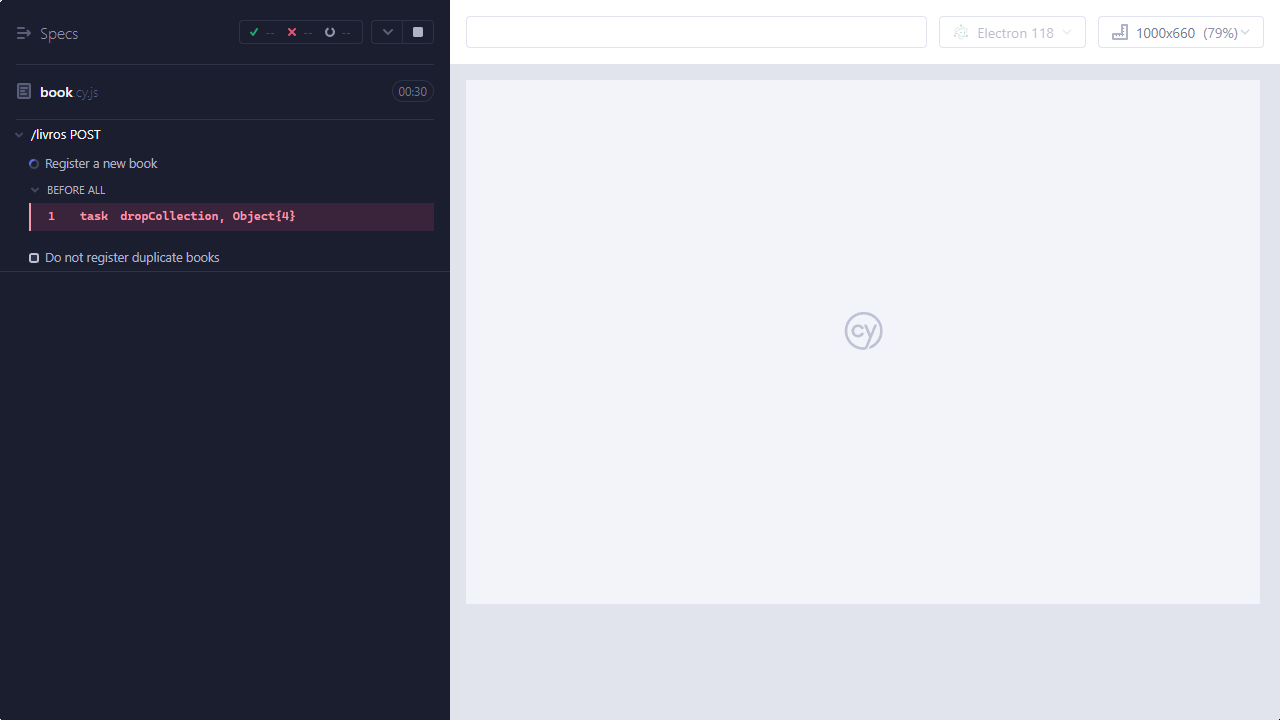 Specs
-- -- --
Electron 118
1000x660 (79%)
book cy.js
00:30
/livros POST
Register a new book
BEFORE ALL
1 task dropCollection, Object{4}
Do not register duplicate books
cy